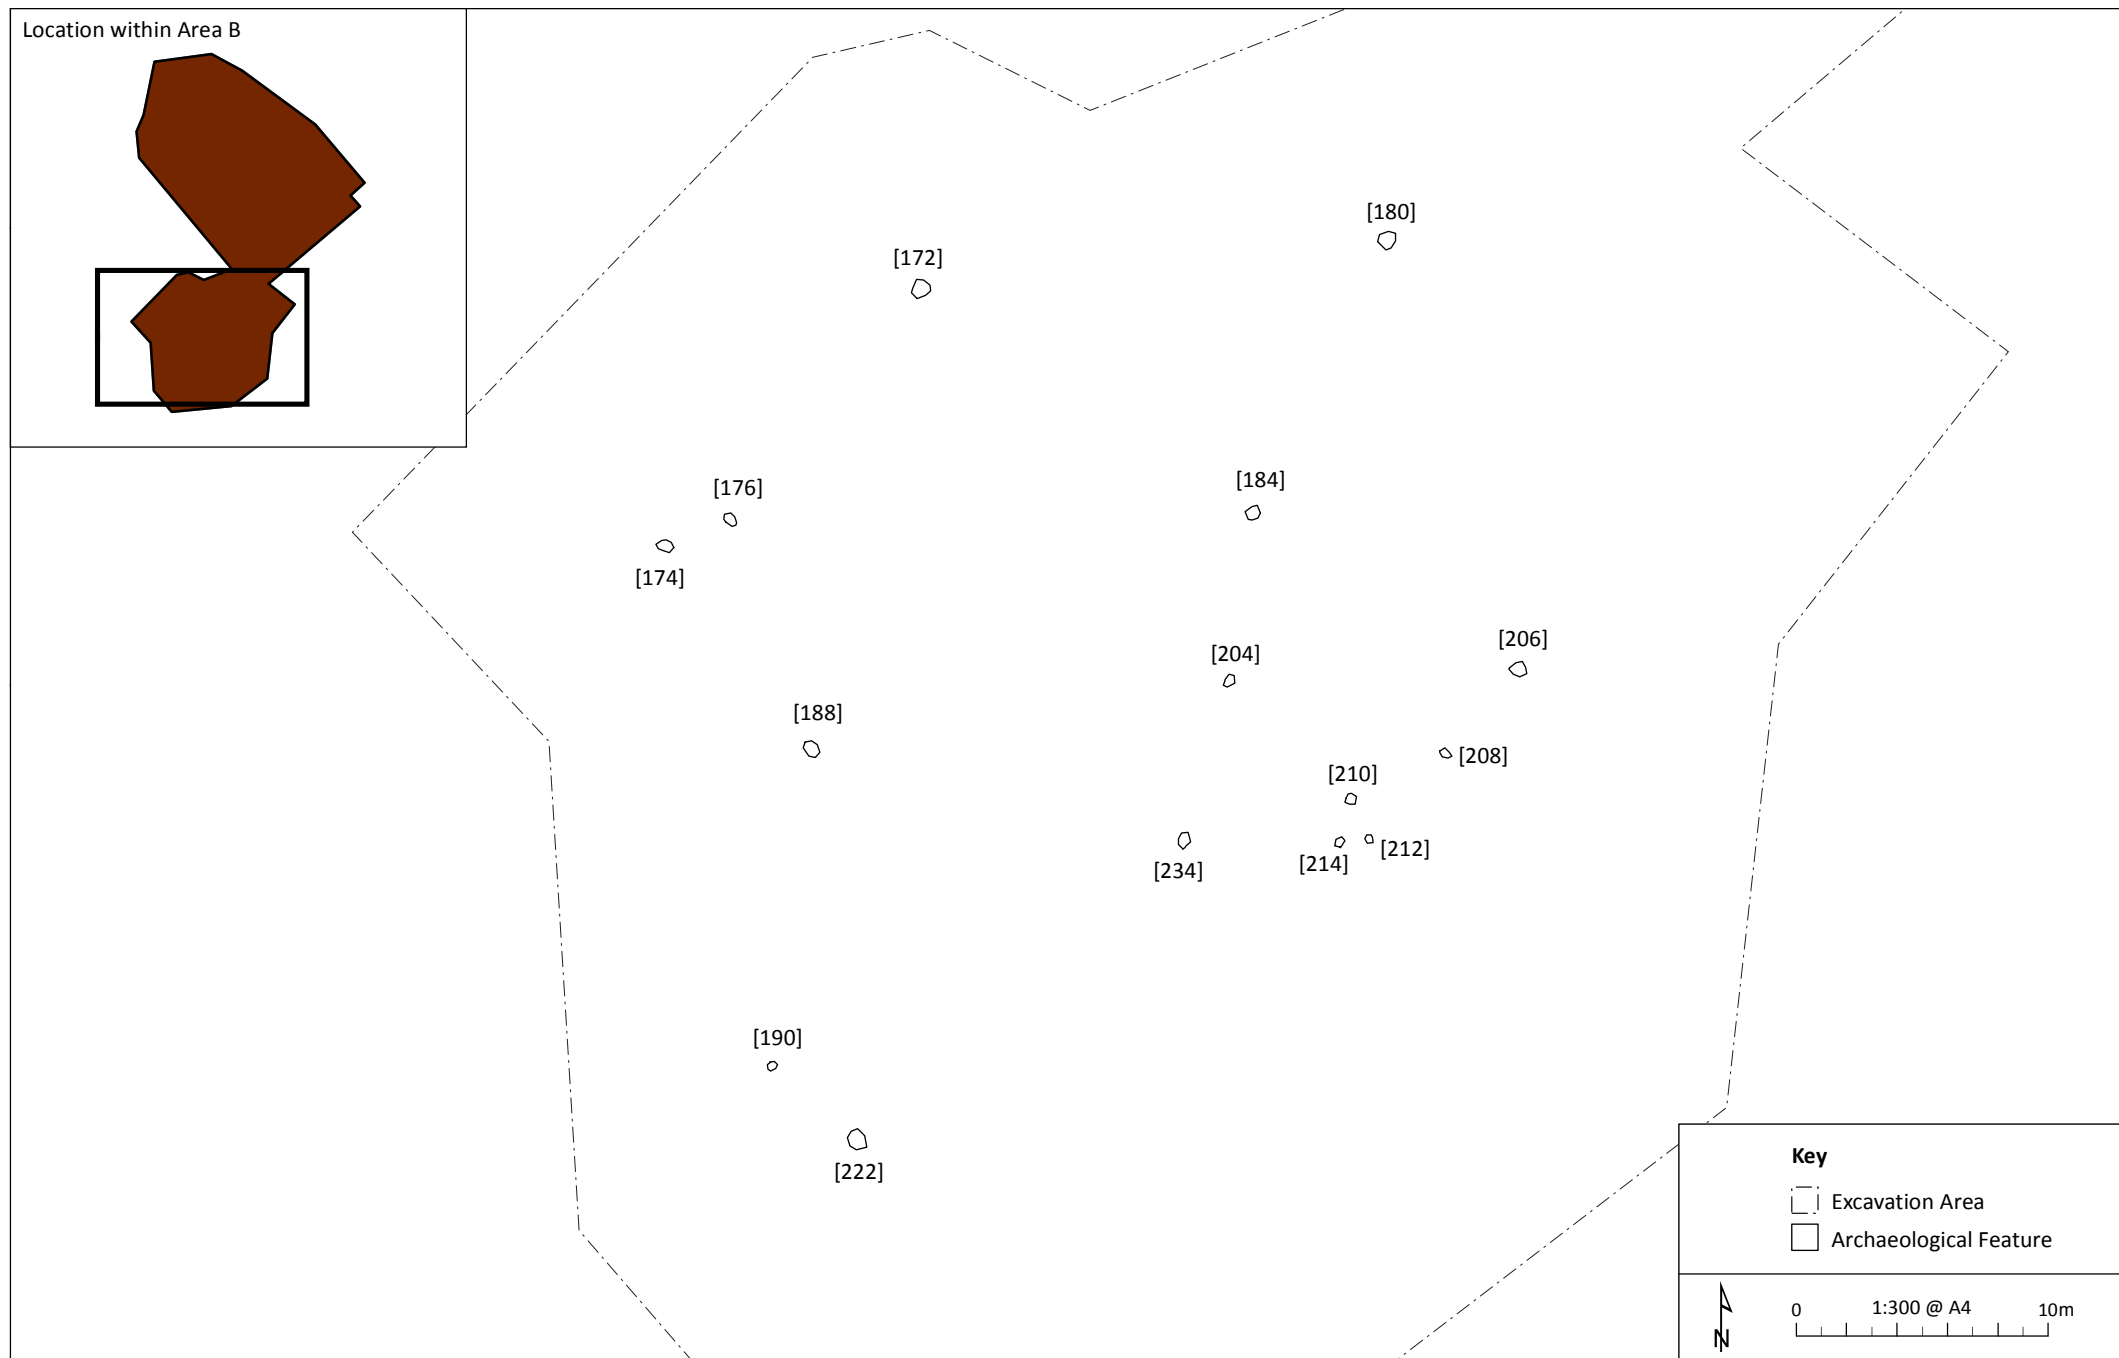 Location within Area B
[180]
[172]
[184]
[176]
[174]
[206]
[204]
[188]
[208]
[210]
[212]
[214]
[234]
[190]
[222]
Key
Excavation Area
Archaeological Feature
N
0 1:300 @ A4 10m